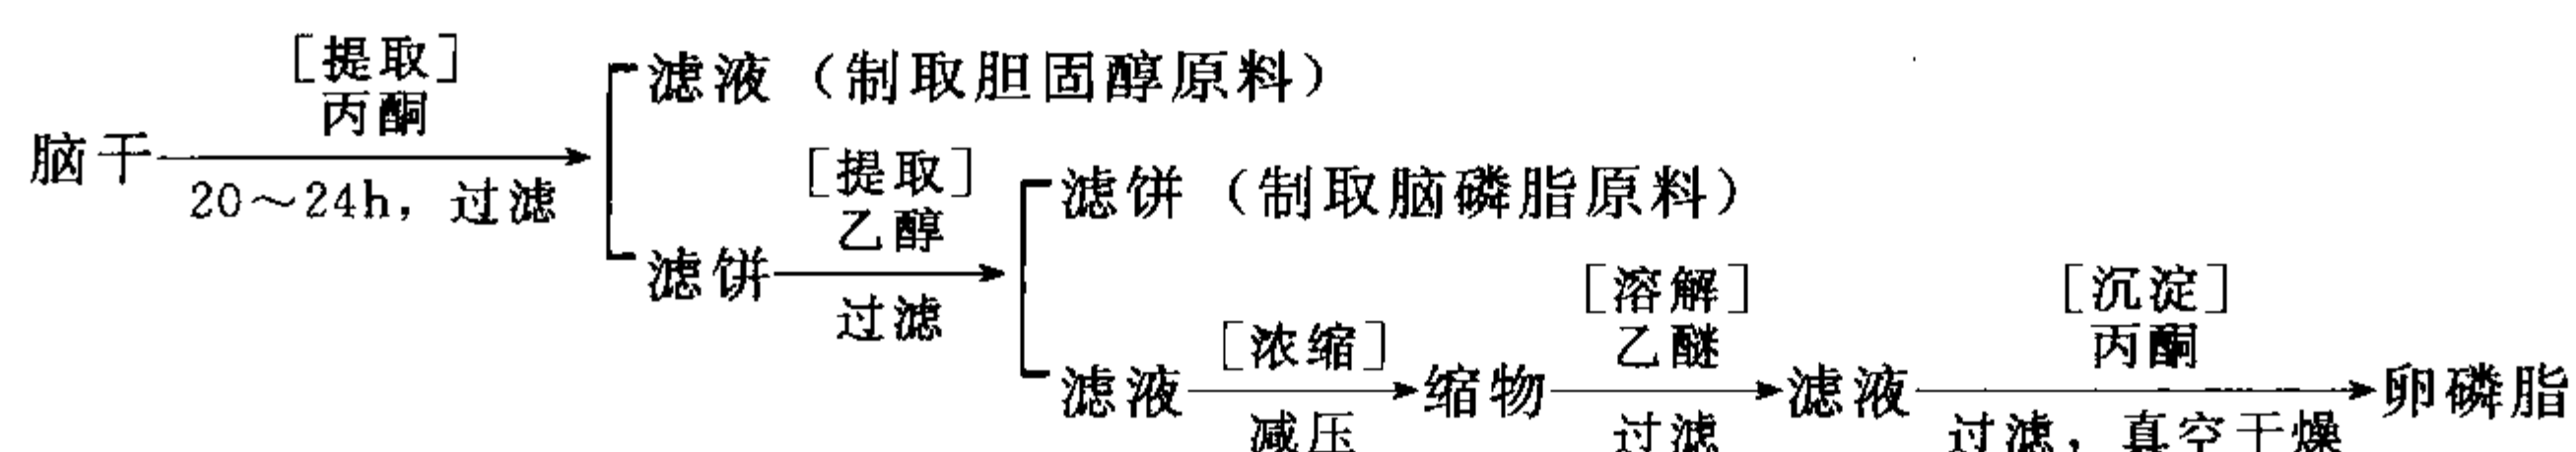 [提取]
丙酮
脑干
20～24h，过滤
滤液（制取胆固醇原料）
滤饼
[提取]
乙醇
过滤
滤饼（制取脑磷脂原料）
滤液
[浓缩]
减压
缩物
[溶解]
乙醚
过滤
滤液
[沉淀]
丙酮
过滤，真空干燥
卵磷脂